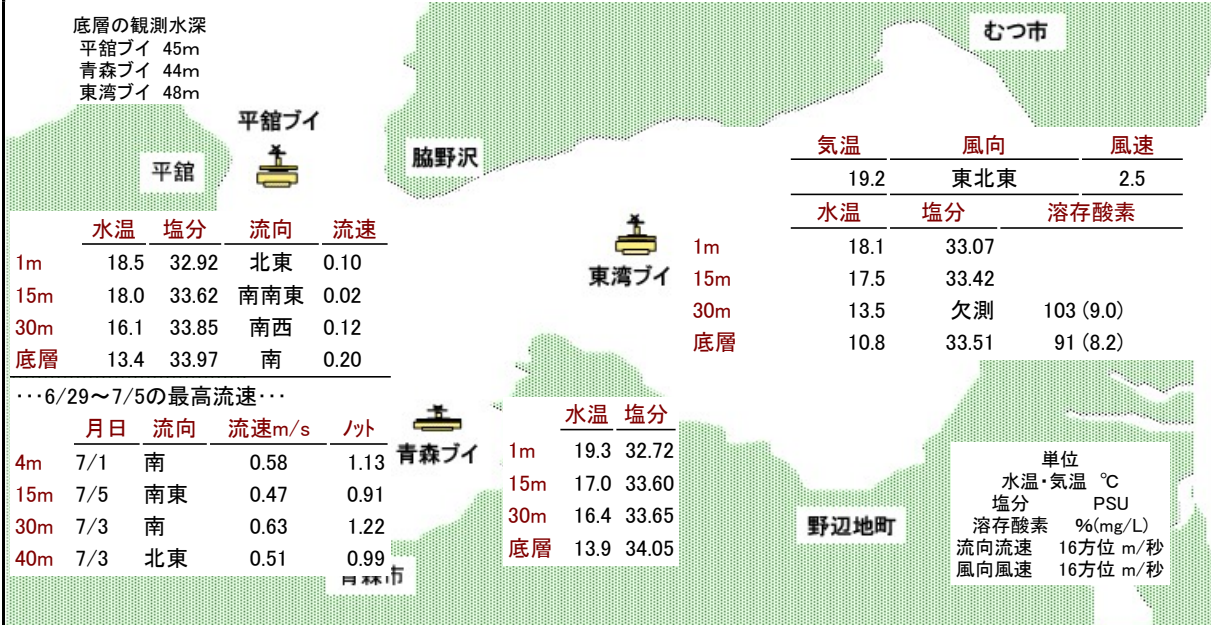 底層の観測水深
平舘ブイ 45m
青森ブイ 44m
東湾ブイ 48m
むつ市
平舘ブイ
平舘
脇野沢
気温 風向 風速
19.2 東北東 2.5
水温 塩分 溶存酸素
1m 18.1 33.07
15m 17.5 33.42
30m 13.5 欠測 103 (9.0)
底層 10.8 33.51 91 (8.2)
東湾ブイ
水温 塩分 流向 流速
1m 18.5 32.92 北東 0.10
15m 18.0 33.62 南南東 0.02
30m 16.1 33.85 南西 0.12
底層 13.4 33.97 南 0.20
･･･6/29～7/5の最高流速･･･
月日 流向 流速m/s ノット
4m 7/1 南 0.58 1.13
15m 7/5 南東 0.47 0.91
30m 7/3 南 0.63 1.22
40m 7/3 北東 0.51 0.99
青森ブイ
水温 塩分
1m 19.3 32.72
15m 17.0 33.60
30m 16.4 33.65
底層 13.9 34.05
青森市
野辺地町
単位
水温･気温 ℃
塩分 PSU
溶存酸素 %(mg/L)
流向流速 16方位 m/秒
風向風速 16方位 m/秒